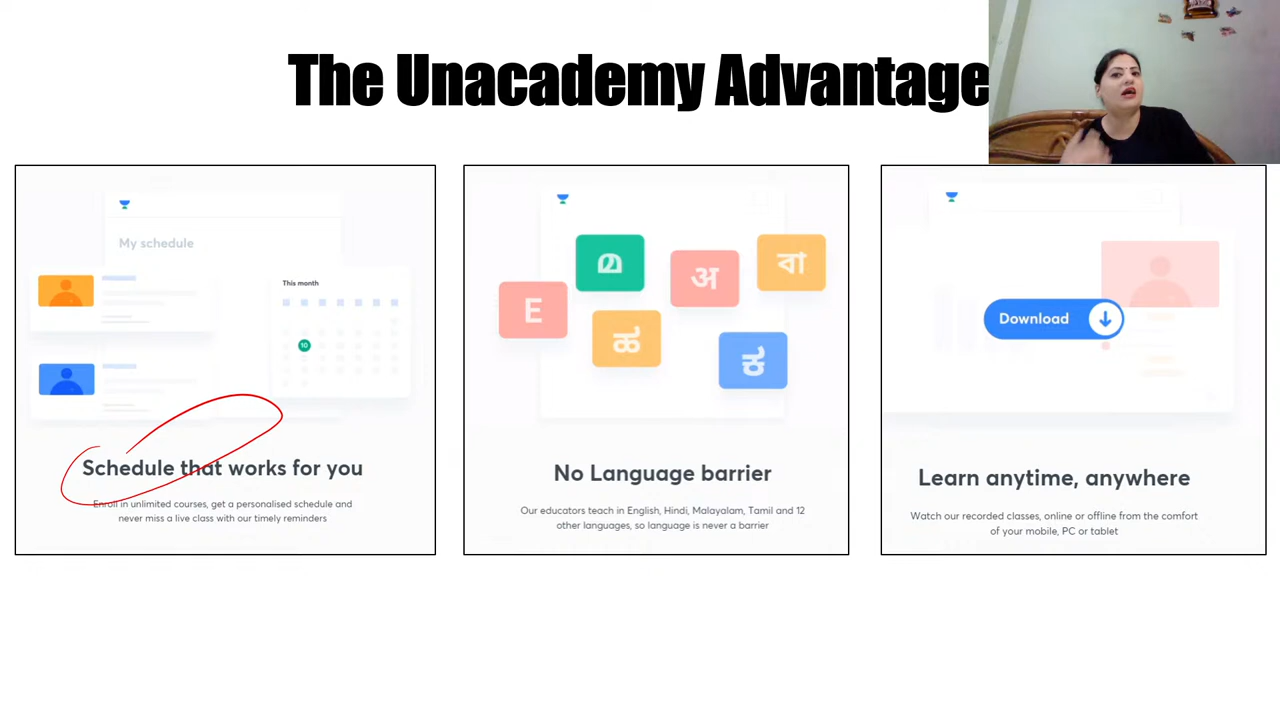 The Unacademy Advantage
My schedule
This month
10
Schedule that works for you
Enroll in unlimited courses, get a personalised schedule and
never miss a live class with our timely reminders
E
മ
अ
বা
ಕ
No Language barrier
Our educators teach in English, Hindi, Malayalam, Tamil and 12
other languages, so language is never a barrier
Download
Learn anytime, anywhere
Watch our recorded classes, online or offline from the comfort
of your mobile, PC or tablet